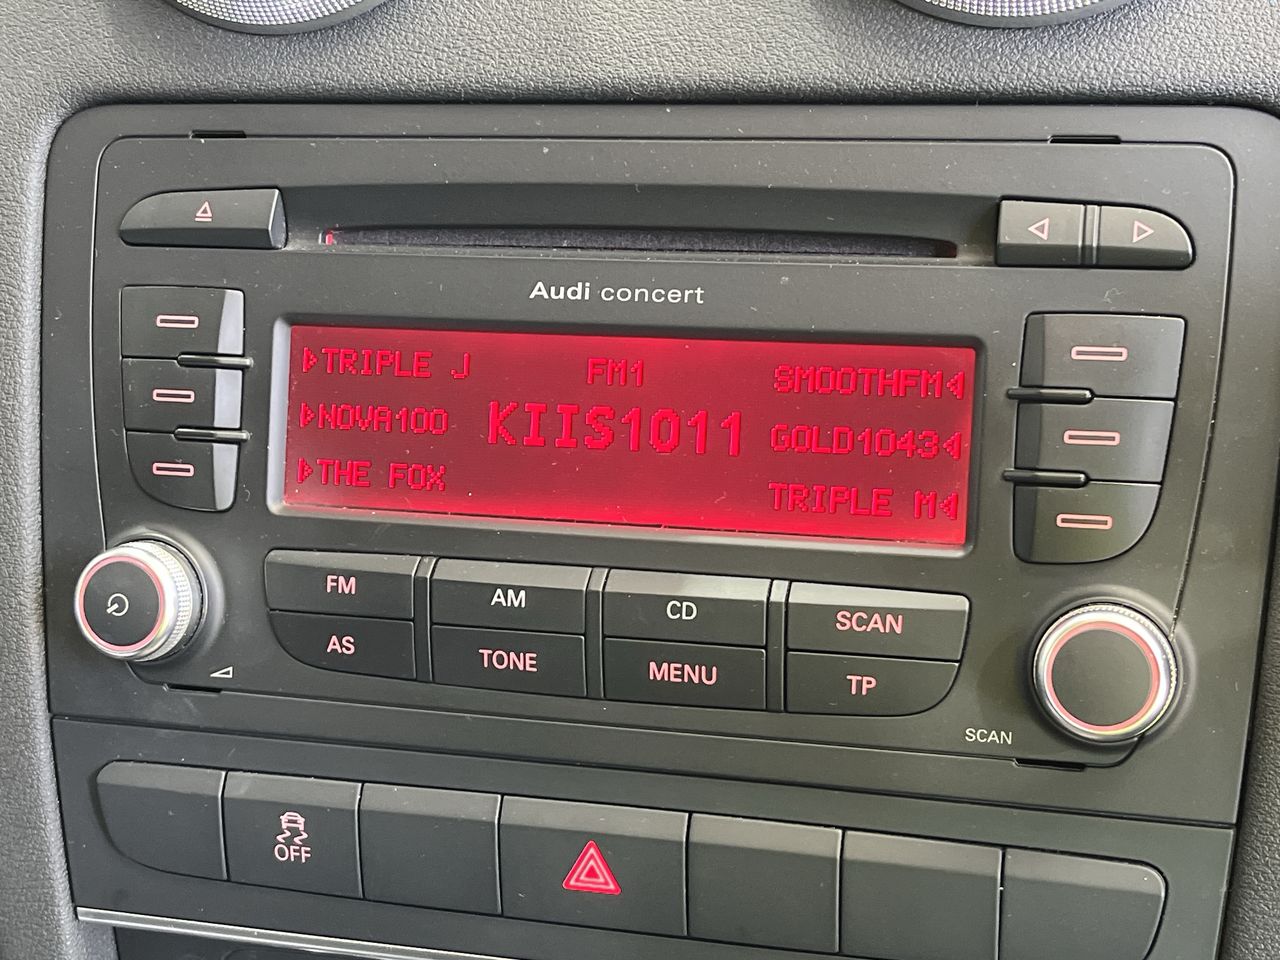 Audi concert
TRIPLE J FM1 SMOOTHFM
NOVA100 KIIS1011 GOLD1043
THE FOX TRIPLE M
FM AM CD SCAN
AS TONE MENU TP
SCAN
OFF